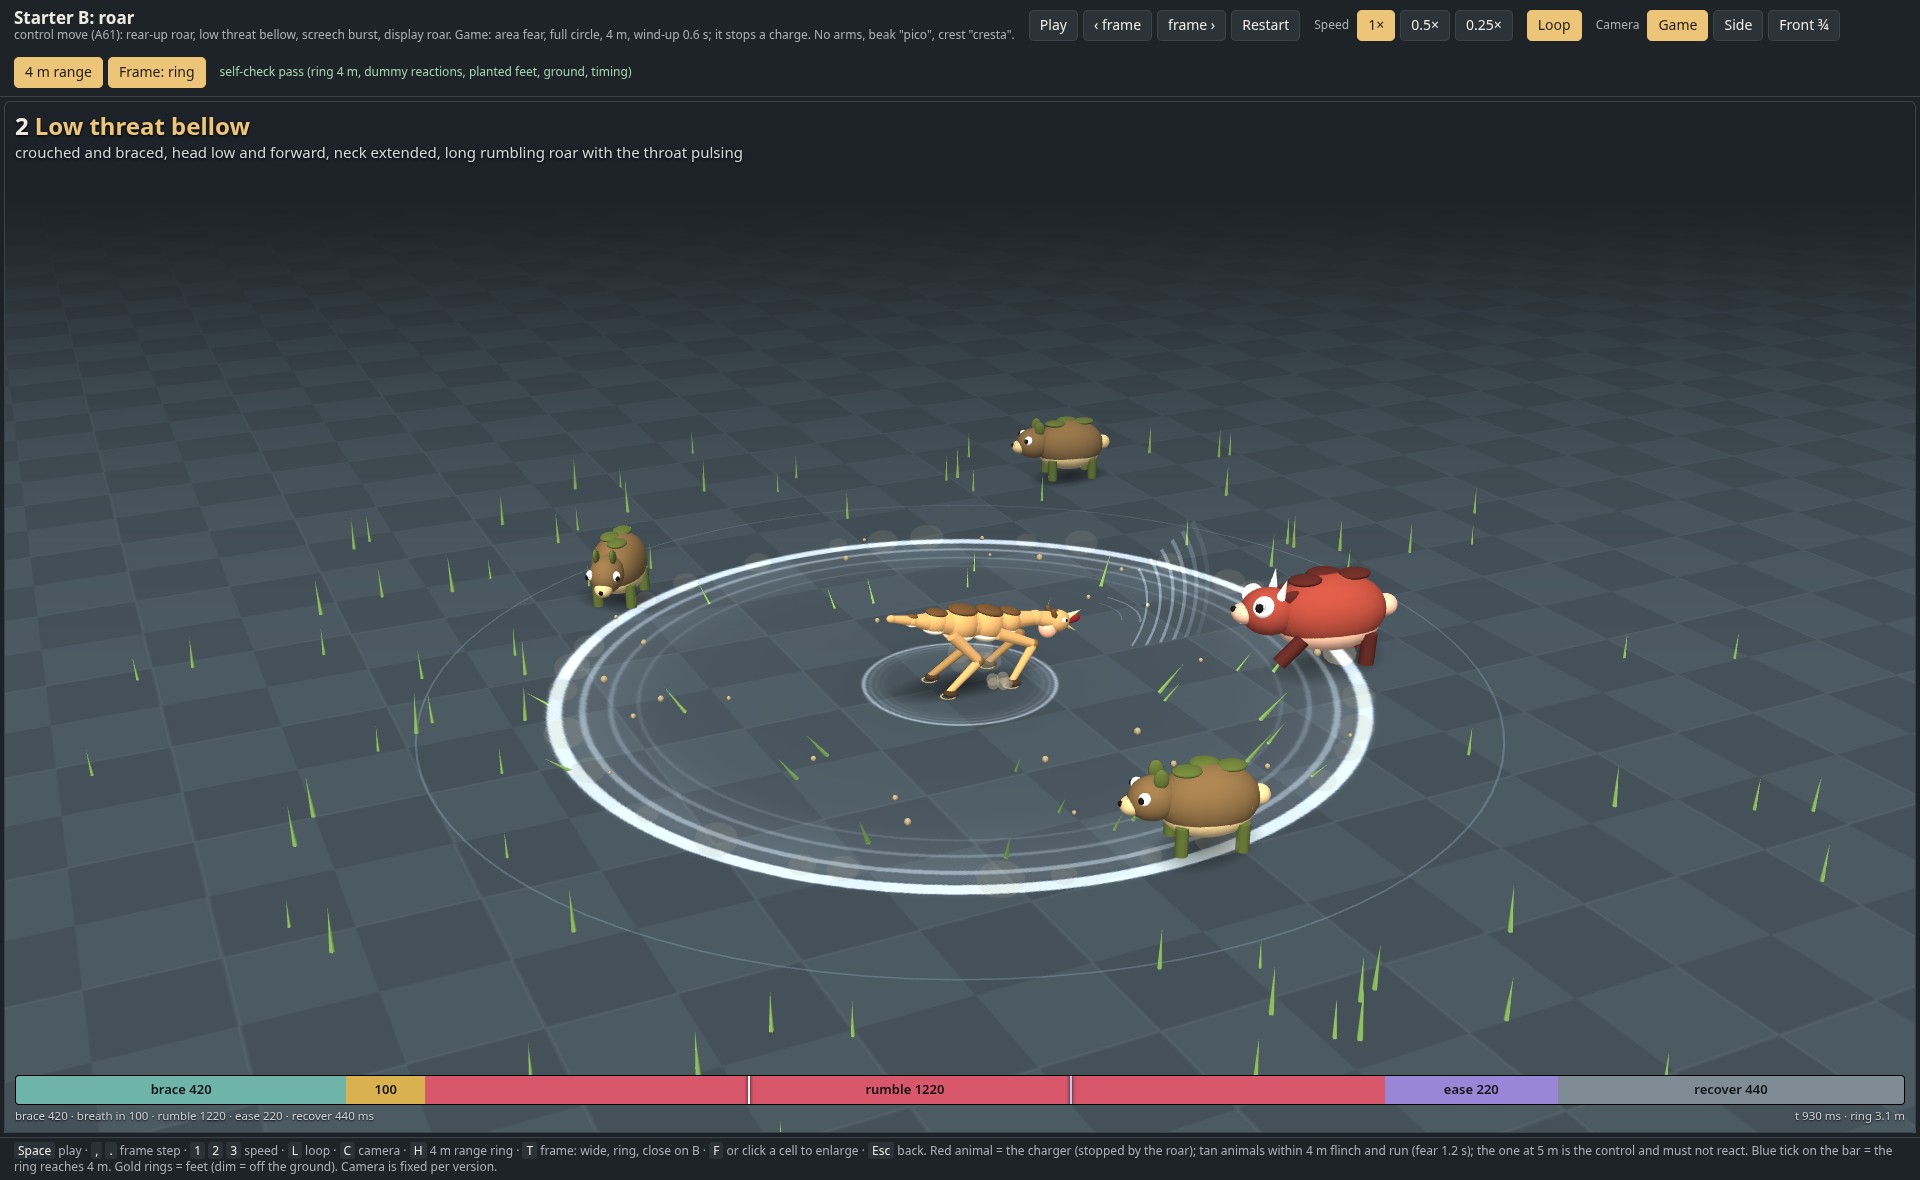 Starter B: roar
control move (A61): rear-up roar, low threat bellow, screech burst, display roar. Game: area fear, full circle, 4 m, wind-up 0.6 s; it stops a charge. No arms, beak "pico", crest "cresta".
Play ‹ frame frame › Restart Speed 1× 0.5× 0.25× Loop Camera Game Side Front ¾
4 m range Frame: ring self-check pass (ring 4 m, dummy reactions, planted feet, ground, timing)
2 Low threat bellow
crouched and braced, head low and forward, neck extended, long rumbling roar with the throat pulsing
brace 420 100 rumble 1220 ease 220 recover 440
brace 420 · breath in 100 · rumble 1220 · ease 220 · recover 440 ms t 930 ms · ring 3.1 m
Space play · , . frame step · 1 2 3 speed · L loop · C camera · H 4 m range ring · T frame: wide, ring, close on B · F or click a cell to enlarge · Esc back. Red animal = the charger (stopped by the roar); tan animals within 4 m flinch and run (fear 1.2 s); the one at 5 m is the control and must not react. Blue tick on the bar = the
ring reaches 4 m. Gold rings = feet (dim = off the ground). Camera is fixed per version.